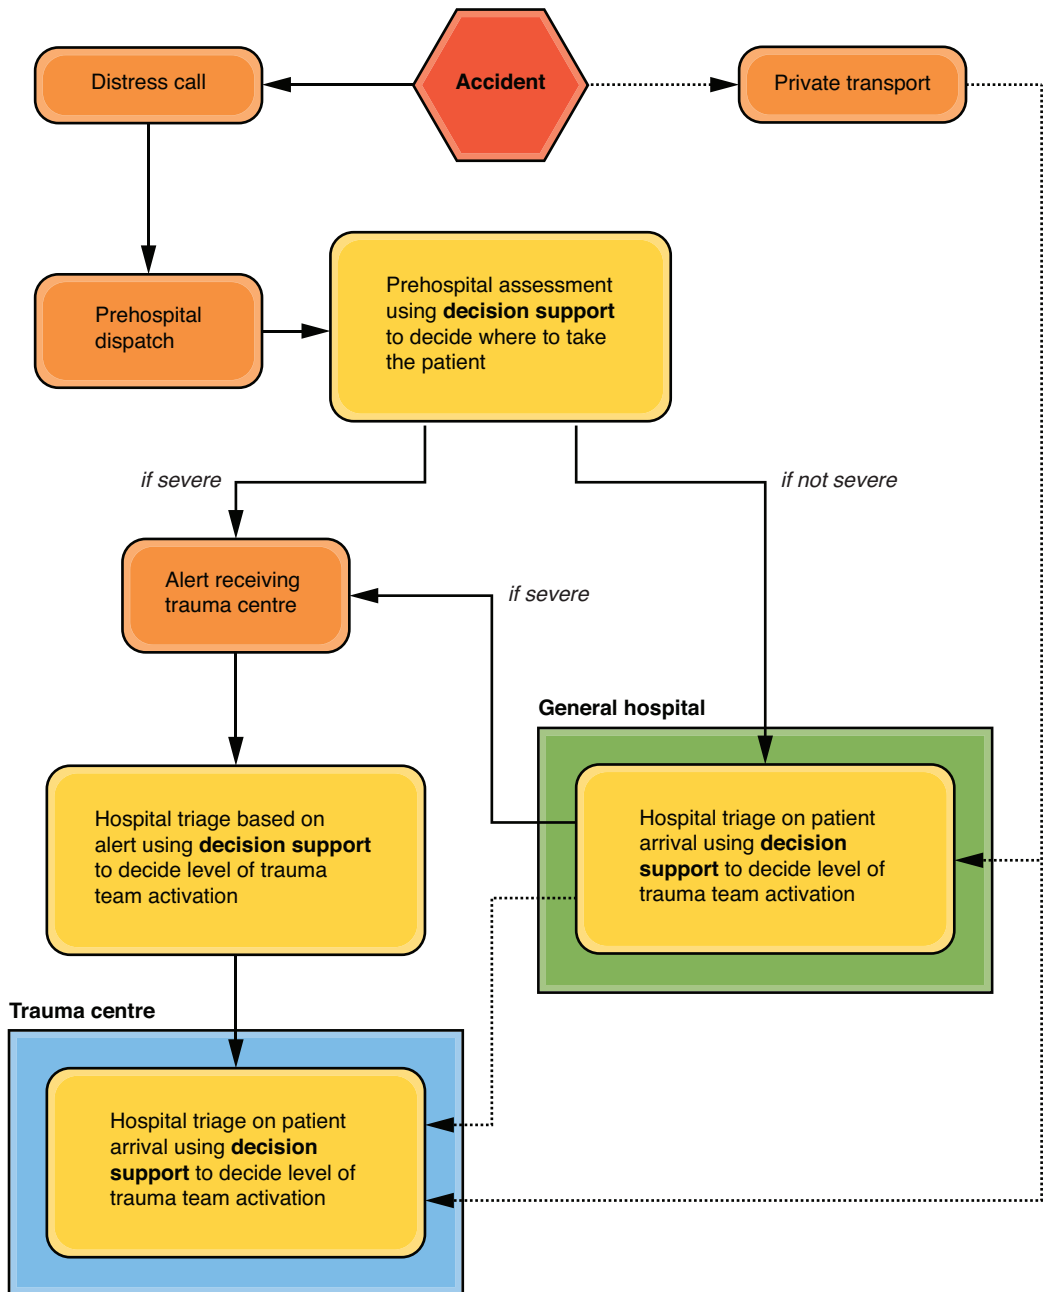 Distress call
Accident
Private transport
Prehospital
dispatch
Prehospital assessment
using decision support
to decide where to take
the patient
if severe
if not severe
Alert receiving
trauma centre
if severe
General hospital
Hospital triage based on
alert using decision support
to decide level of trauma
team activation
Hospital triage on patient
arrival using decision
support to decide level of
trauma team activation
Trauma centre
Hospital triage on patient
arrival using decision
support to decide level of
trauma team activation